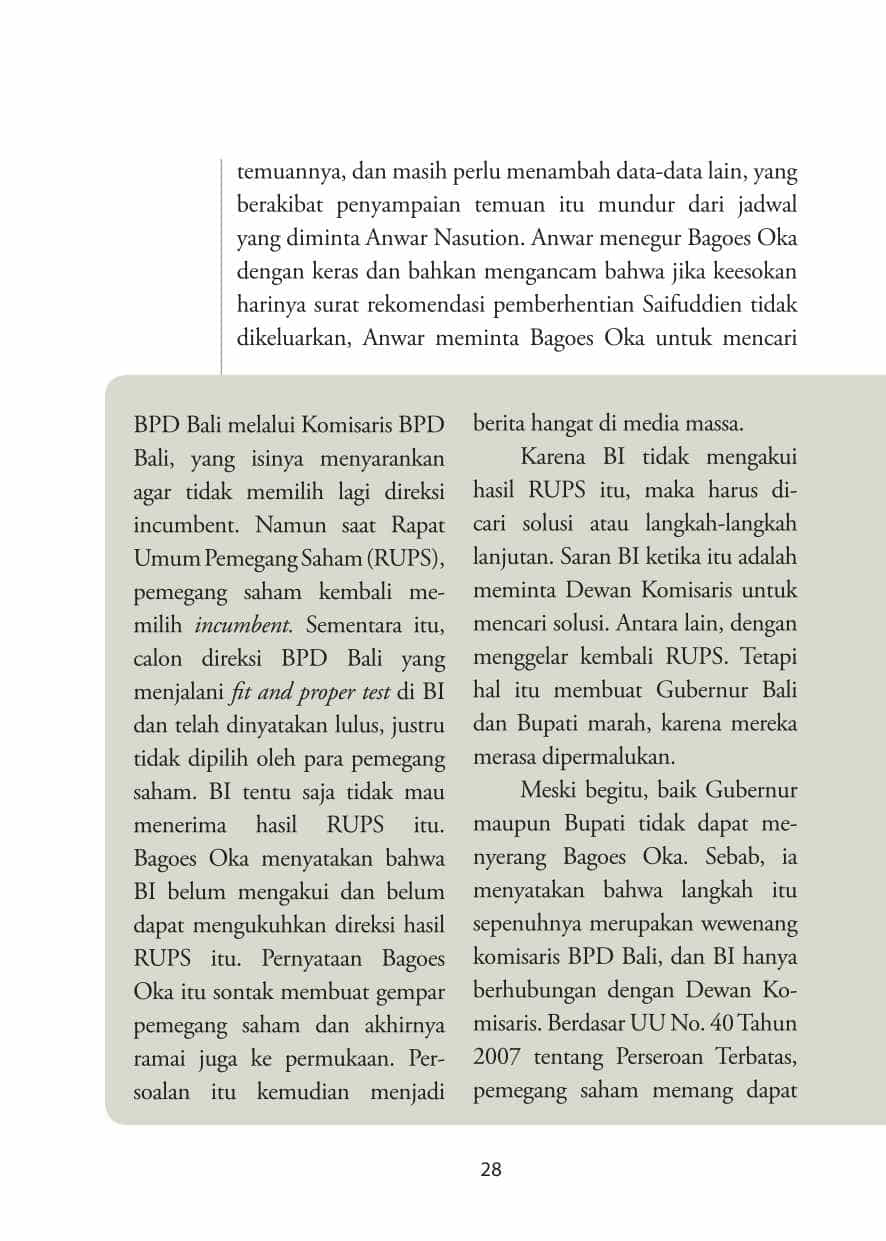 temuannya, dan masih perlu menambah data-data lain, yang
berakibat penyampaian temuan itu mundur dari jadwal
yang diminta Anwar Nasution. Anwar menegur Bagoes Oka
dengan keras dan bahkan mengancam bahwa jika keesokan
harinya surat rekomendasi pemberhentian Saifuddien tidak
dikeluarkan, Anwar meminta Bagoes Oka untuk mencari
BPD Bali melalui Komisaris BPD
Bali, yang isinya menyarankan
agar tidak memilih lagi direksi
incumbent. Namun saat Rapat
Umum Pemegang Saham (RUPS),
pemegang saham kembali me-
milih incumbent. Sementara itu,
calon direksi BPD Bali yang
menjalani fit and proper test di BI
dan telah dinyatakan lulus, justru
tidak dipilih oleh para pemegang
saham. BI tentu saja tidak mau
menerima hasil RUPS itu.
Bagoes Oka menyatakan bahwa
BI belum mengakui dan belum
dapat mengukuhkan direksi hasil
RUPS itu. Pernyataan Bagoes
Oka itu sontak membuat gempar
pemegang saham dan akhirnya
ramai juga ke permukaan. Per-
soalan itu kemudian menjadi
berita hangat di media massa.
Karena BI tidak mengakui
hasil RUPS itu, maka harus di-
cari solusi atau langkah-langkah
lanjutan. Saran BI ketika itu adalah
meminta Dewan Komisaris untuk
mencari solusi. Antara lain, dengan
menggelar kembali RUPS. Tetapi
hal itu membuat Gubernur Bali
dan Bupati marah, karena mereka
merasa dipermalukan.
Meski begitu, baik Gubernur
maupun Bupati tidak dapat me-
nyerang Bagoes Oka. Sebab, ia
menyatakan bahwa langkah itu
sepenuhnya merupakan wewenang
komisaris BPD Bali, dan BI hanya
berhubungan dengan Dewan Ko-
misaris. Berdasar UU No. 40 Tahun
2007 tentang Perseroan Terbatas,
pemegang saham memang dapat
28